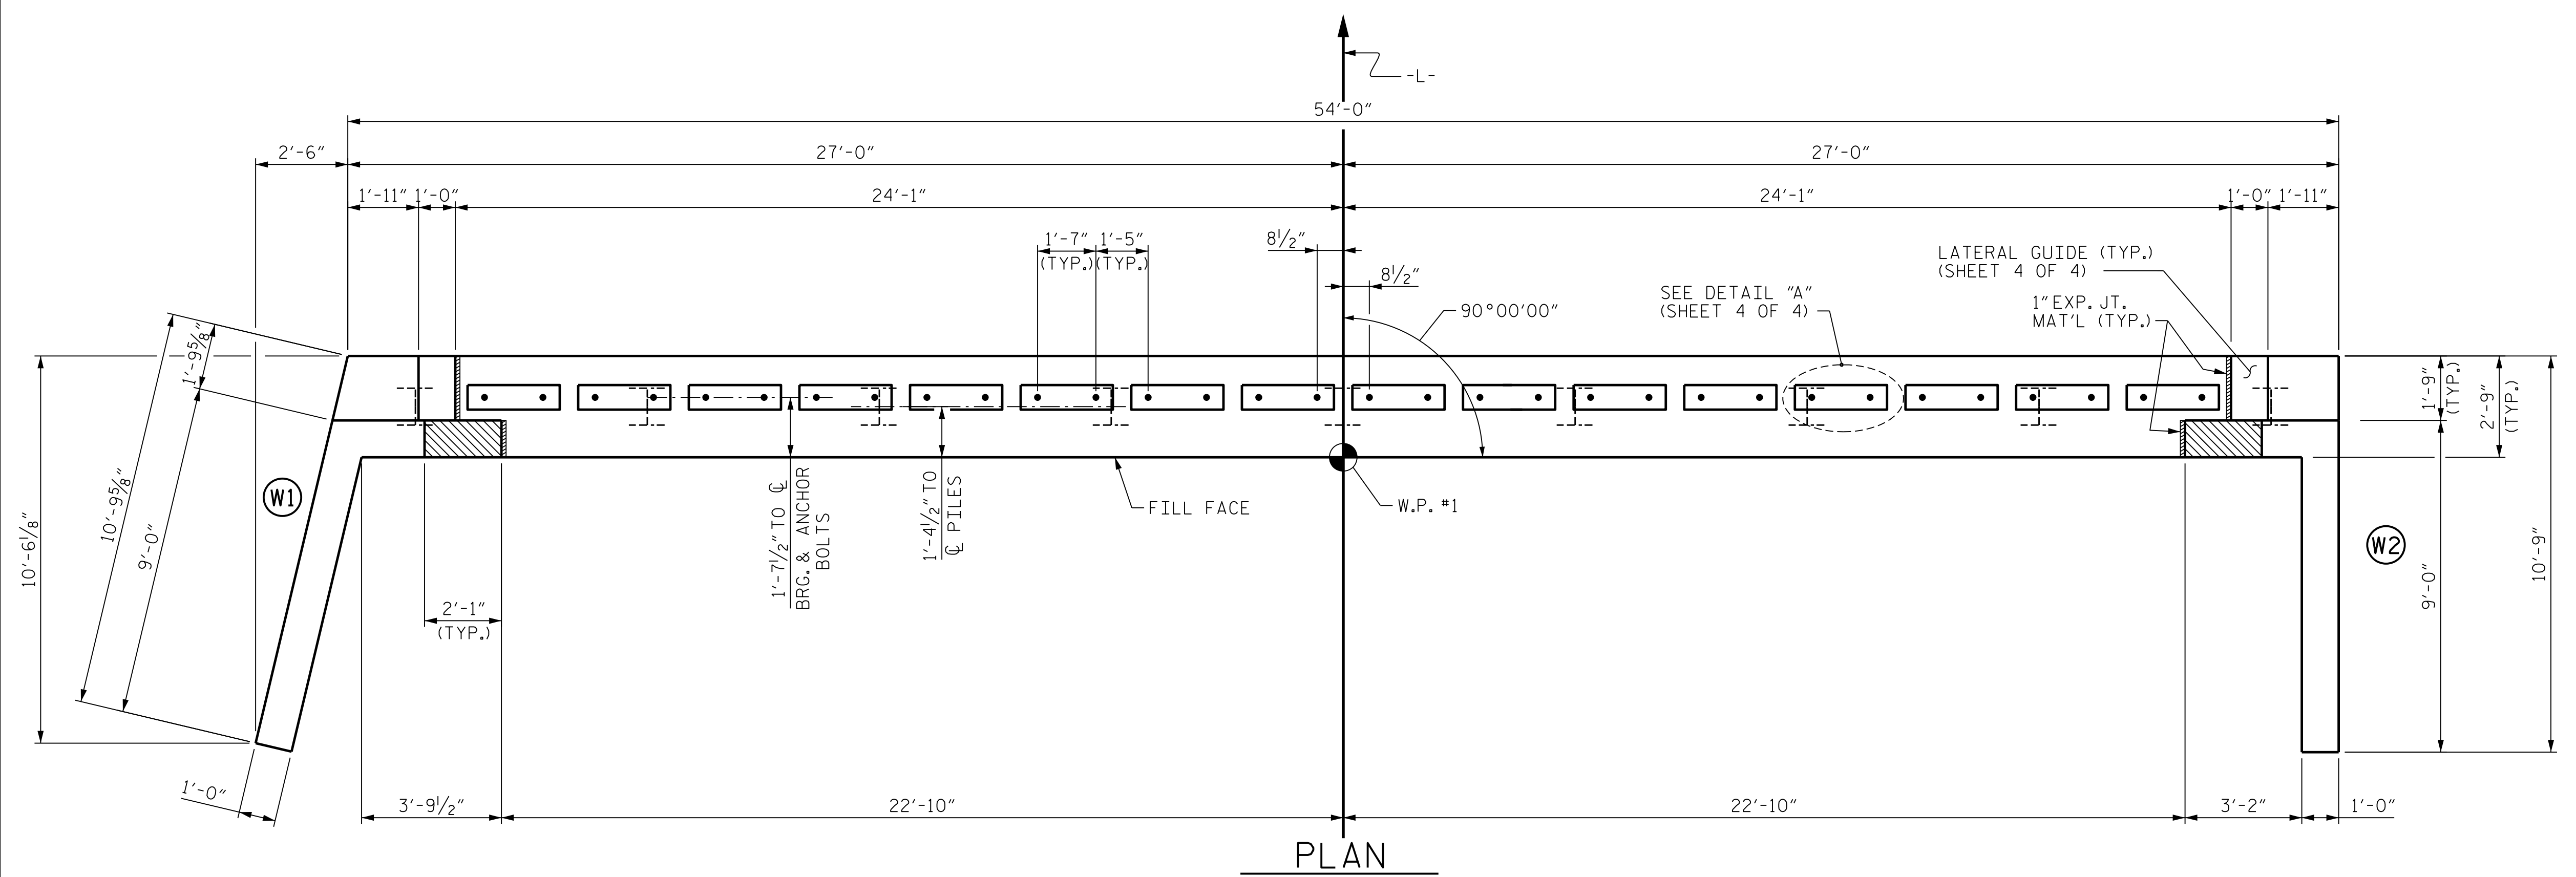 -L-
54'-0"
2'-6"
27'-0"
27'-0"
1'-11"
1'-0"
24'-1"
24'-1"
1'-0"
1'-11"
1'-7"
(TYP.)
1'-5"
(TYP.)
8½"
8½"
90°00'00"
SEE DETAIL "A"
(SHEET 4 OF 4)
LATERAL GUIDE (TYP.)
(SHEET 4 OF 4)
1" EXP. JT.
MAT'L (TYP.)
1'-9⅝"
10'-9⅝"
9'-0"
10'-6⅛"
W1
1'-0"
2'-1"
(TYP.)
1'-7½" TO ℄
BRG. & ANCHOR
BOLTS
1'-4½" TO
℄ PILES
FILL FACE
W.P. #1
1'-9"
(TYP.)
2'-9"
(TYP.)
W2
9'-0"
10'-9"
3'-9½"
22'-10"
22'-10"
3'-2"
1'-0"
PLAN